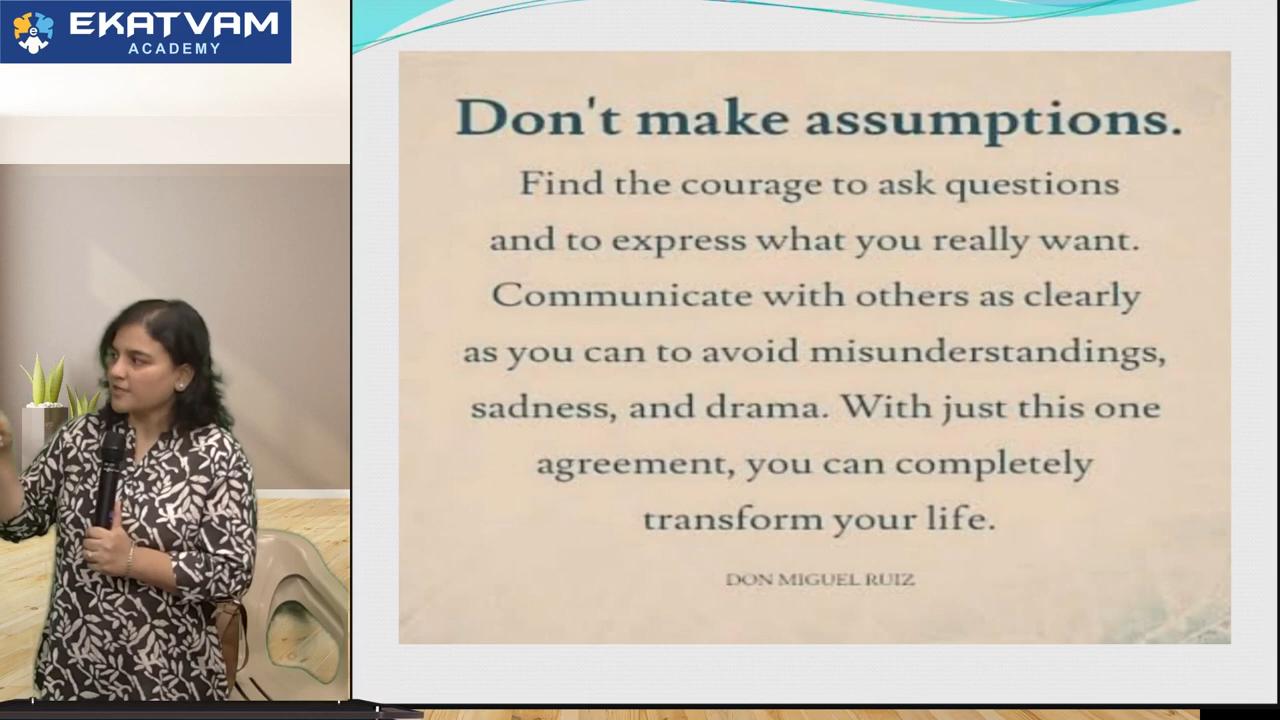 EKATVAM
ACADEMY
Don't make assumptions.
Find the courage to ask questions
and to express what you really want.
Communicate with others as clearly
as you can to avoid misunderstandings,
sadness, and drama. With just this one
agreement, you can completely
transform your life.
DON MIGUEL RUIZ